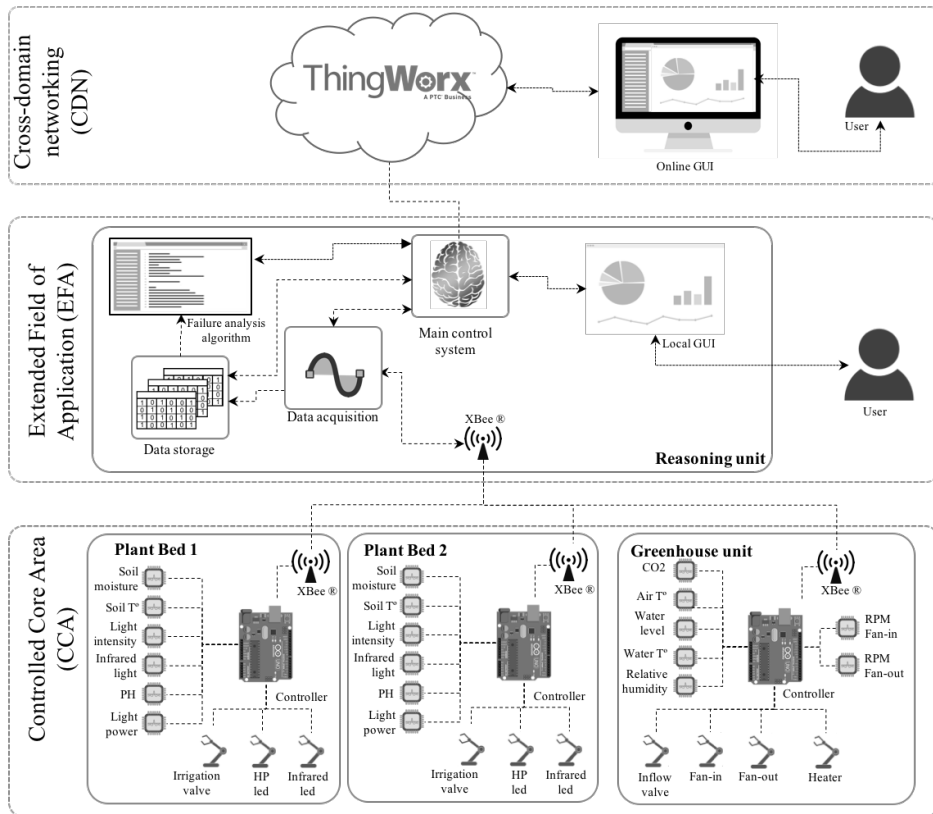 Cross-domain
networking
(CDN)
ThingWorx™
A PTC Business
Online GUI
User
Extended Field of
Application (EFA)
Failure analysis
algorithm
Main control
system
Local GUI
User
Data storage
Data acquisition
XBee ®
Reasoning unit
Controlled Core Area
(CCA)
Plant Bed 1
Soil
moisture
Soil Tº
Light
intensity
Infrared
light
PH
Light
power
XBee ®
Controller
Irrigation
valve
HP
led
Infrared
led
Plant Bed 2
Soil
moisture
Soil Tº
Light
intensity
Infrared
light
PH
Light
power
XBee ®
Controller
Irrigation
valve
HP
led
Infrared
led
Greenhouse unit
CO2
Air Tº
Water
level
Water Tº
Relative
humidity
XBee ®
RPM
Fan-in
RPM
Fan-out
Controller
Inflow
valve
Fan-in
Fan-out
Heater